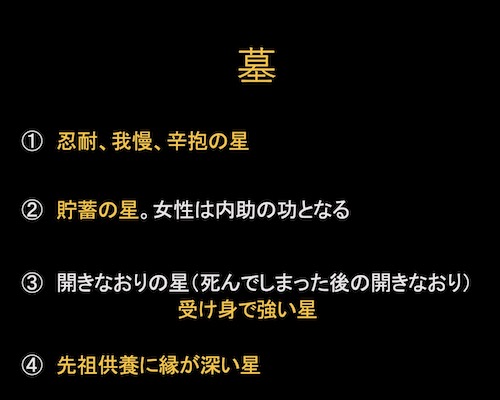 墓
① 忍耐、我慢、辛抱の星
② 貯蓄の星。女性は内助の功となる
③ 開きなおりの星（死んでしまった後の開きなおり）
受け身で強い星
④ 先祖供養に縁が深い星